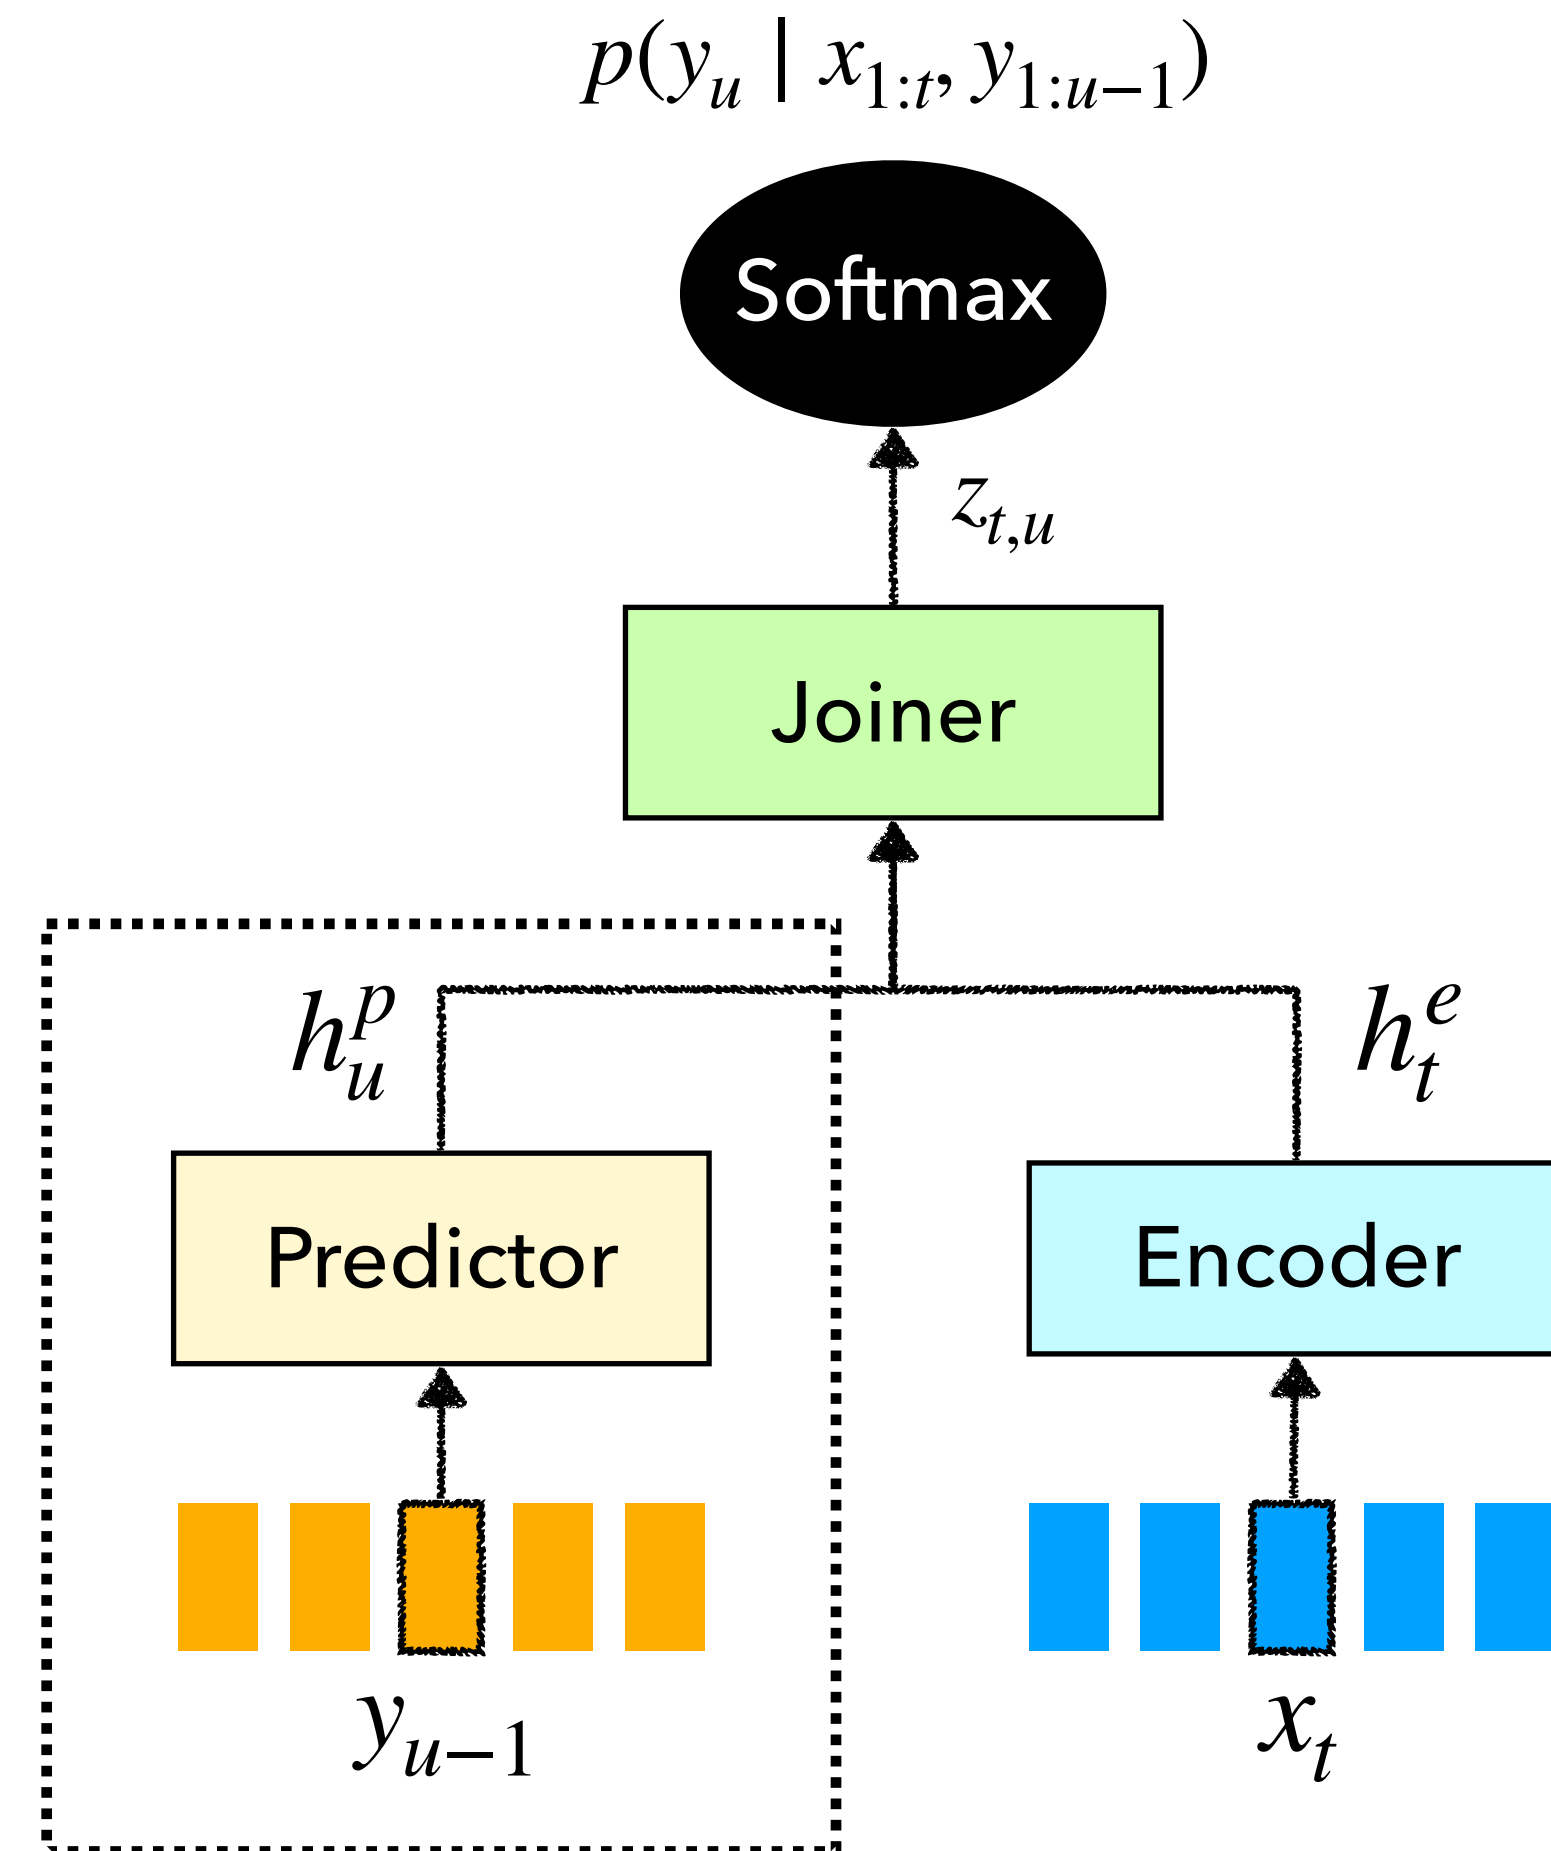 p(y_u | x_{1:t}, y_{1:u−1})
Softmax
z_{t,u}
Joiner
h_u^p
h_t^e
Predictor
Encoder
y_{u−1}
x_t